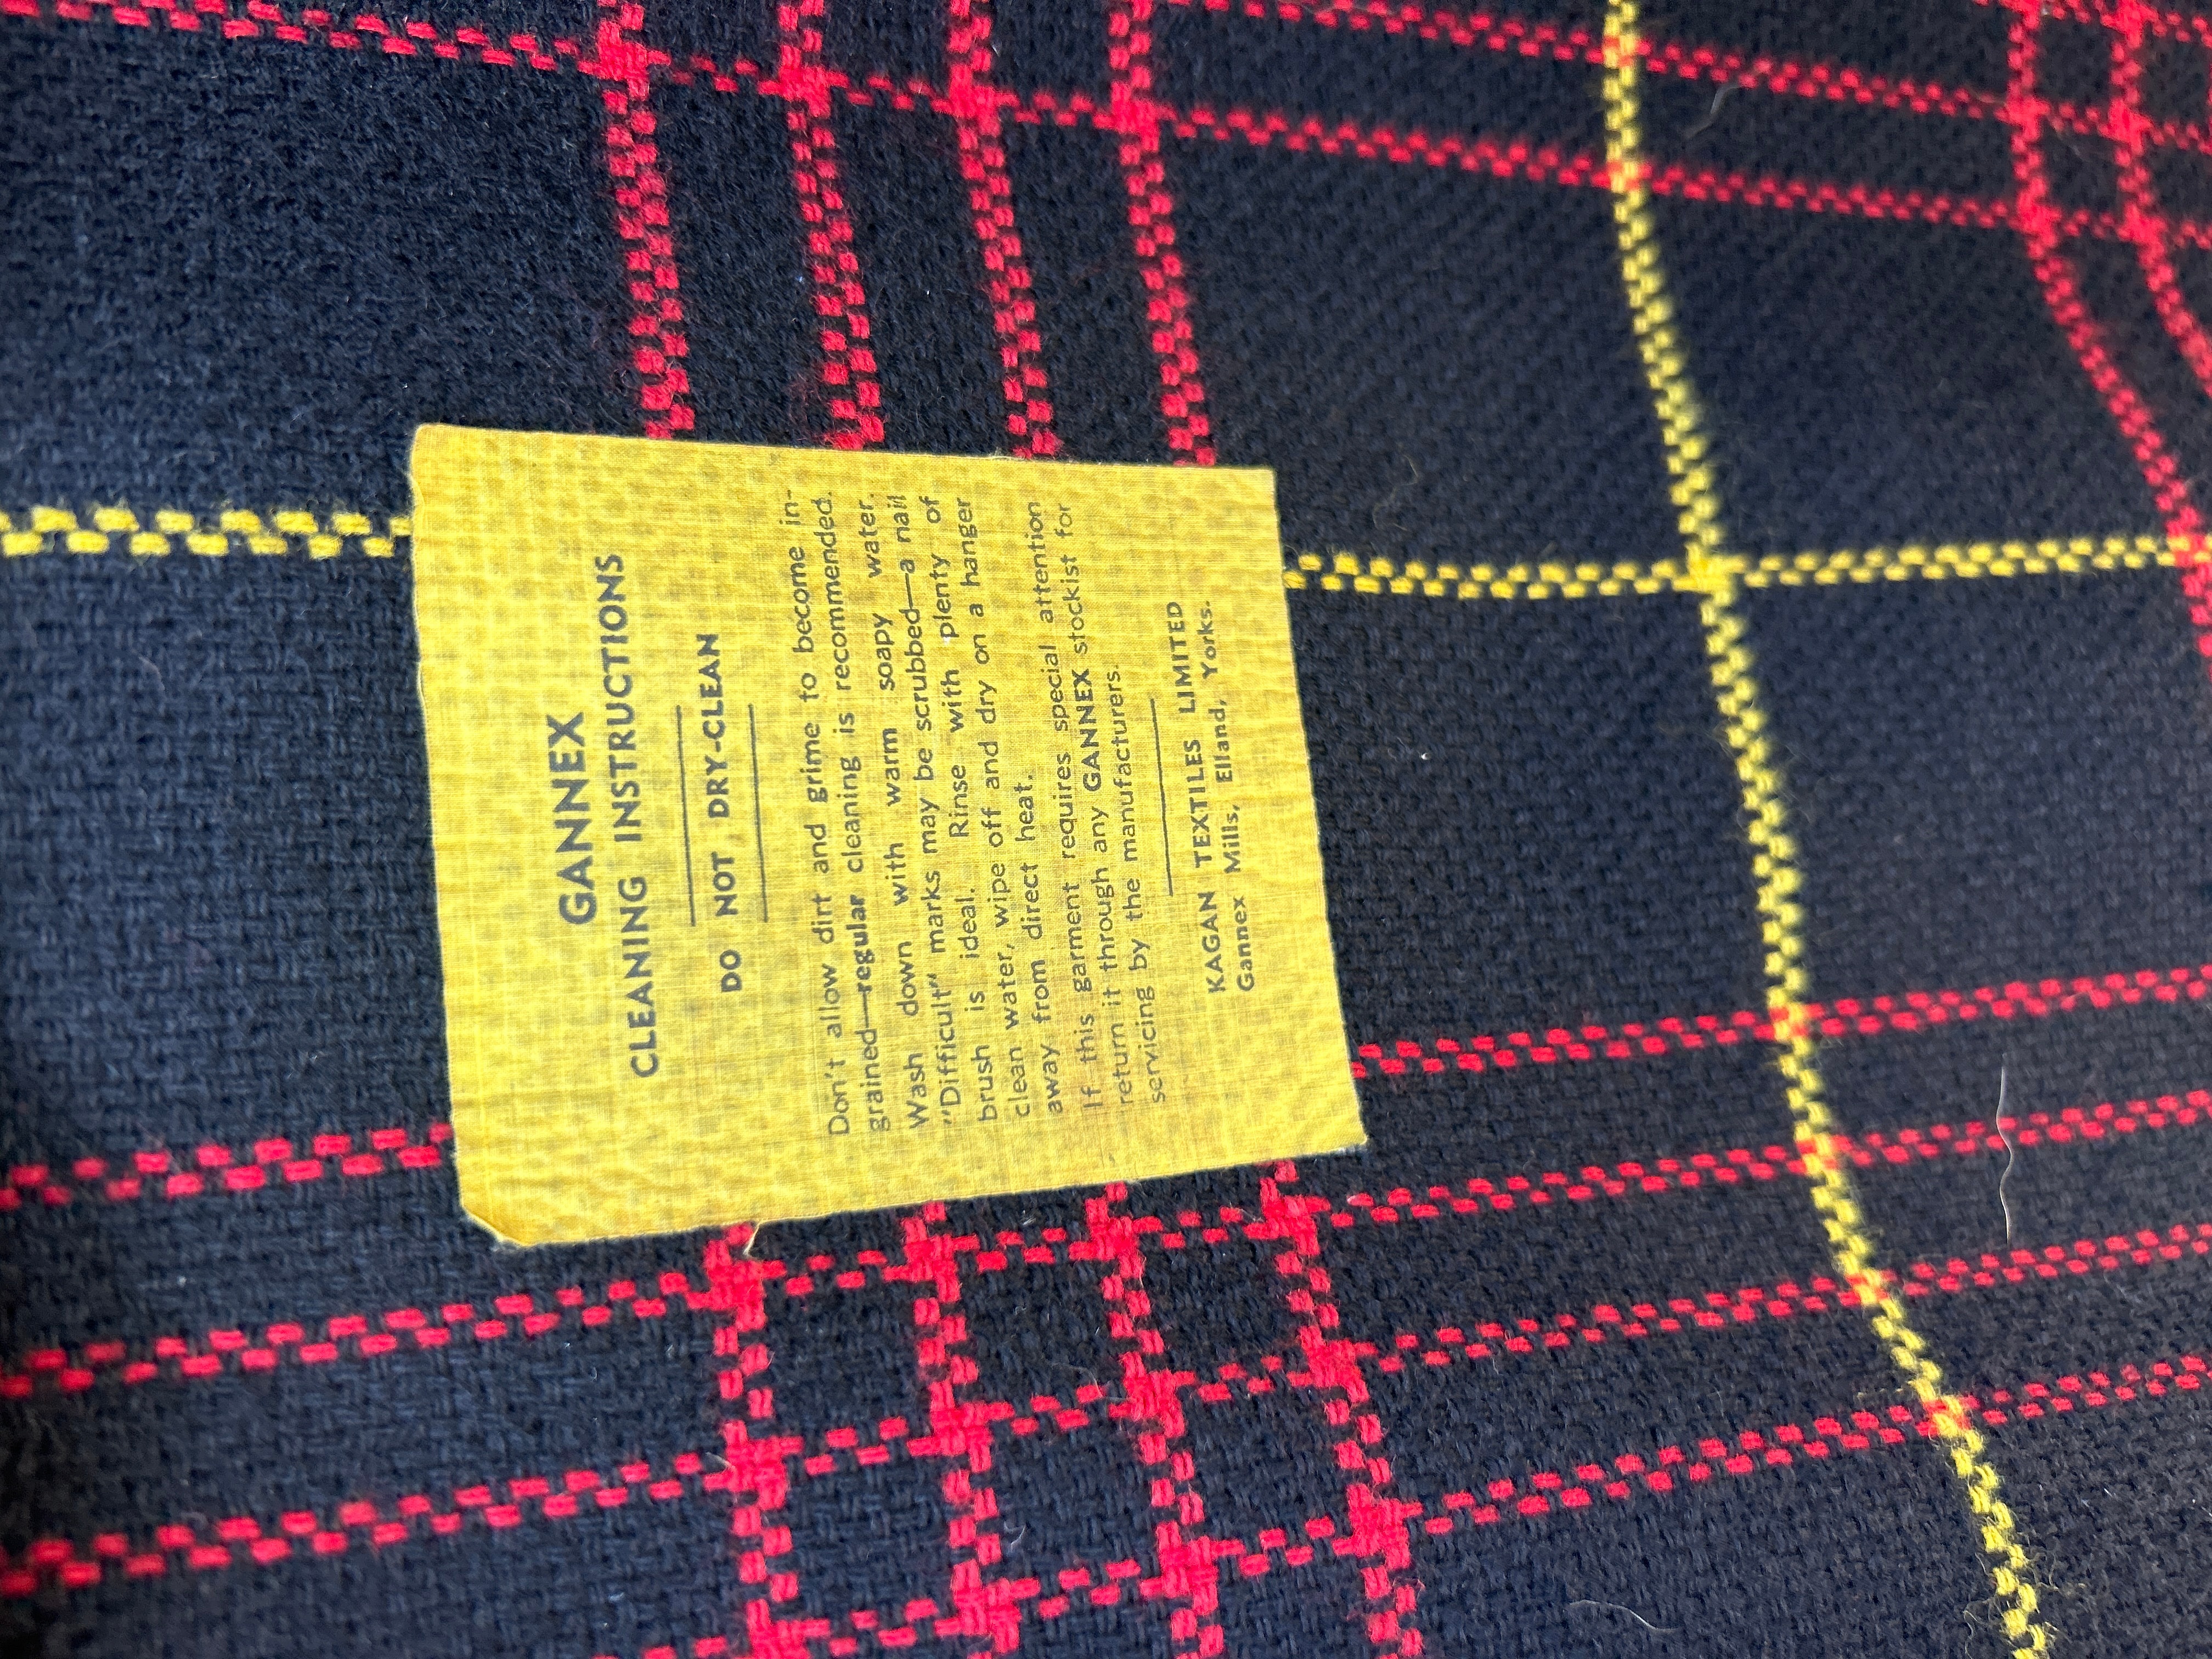 GANNEX
CLEANING INSTRUCTIONS
DO NOT DRY-CLEAN
Don't allow dirt and grime to become in-
grained—regular cleaning is recommended.
Wash down with warm soapy water.
"Difficult" marks may be scrubbed—a nail
brush is ideal. Rinse with plenty of
clean water, wipe off and dry on a hanger
away from direct heat.
If this garment requires special attention
return it through any GANNEX stockist for
servicing by the manufacturers.
KAGAN TEXTILES LIMITED
Gannex Mills, Elland, Yorks.